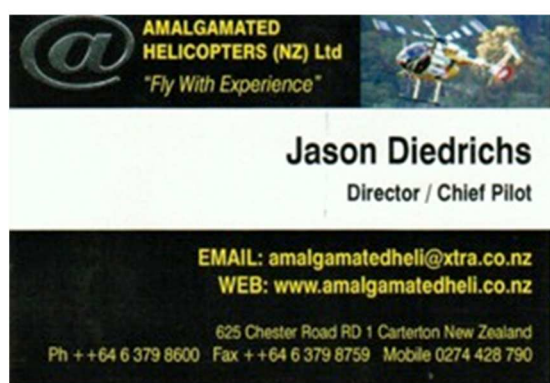 @
AMALGAMATED
HELICOPTERS (NZ) Ltd
"Fly With Experience"
Jason Diedrichs
Director / Chief Pilot
EMAIL: amalgamatedheli@xtra.co.nz
WEB: www.amalgamatedheli.co.nz
625 Chester Road RD 1 Carterton New Zealand
Ph ++64 6 379 8600 Fax ++64 6 379 8759 Mobile 0274 428 790